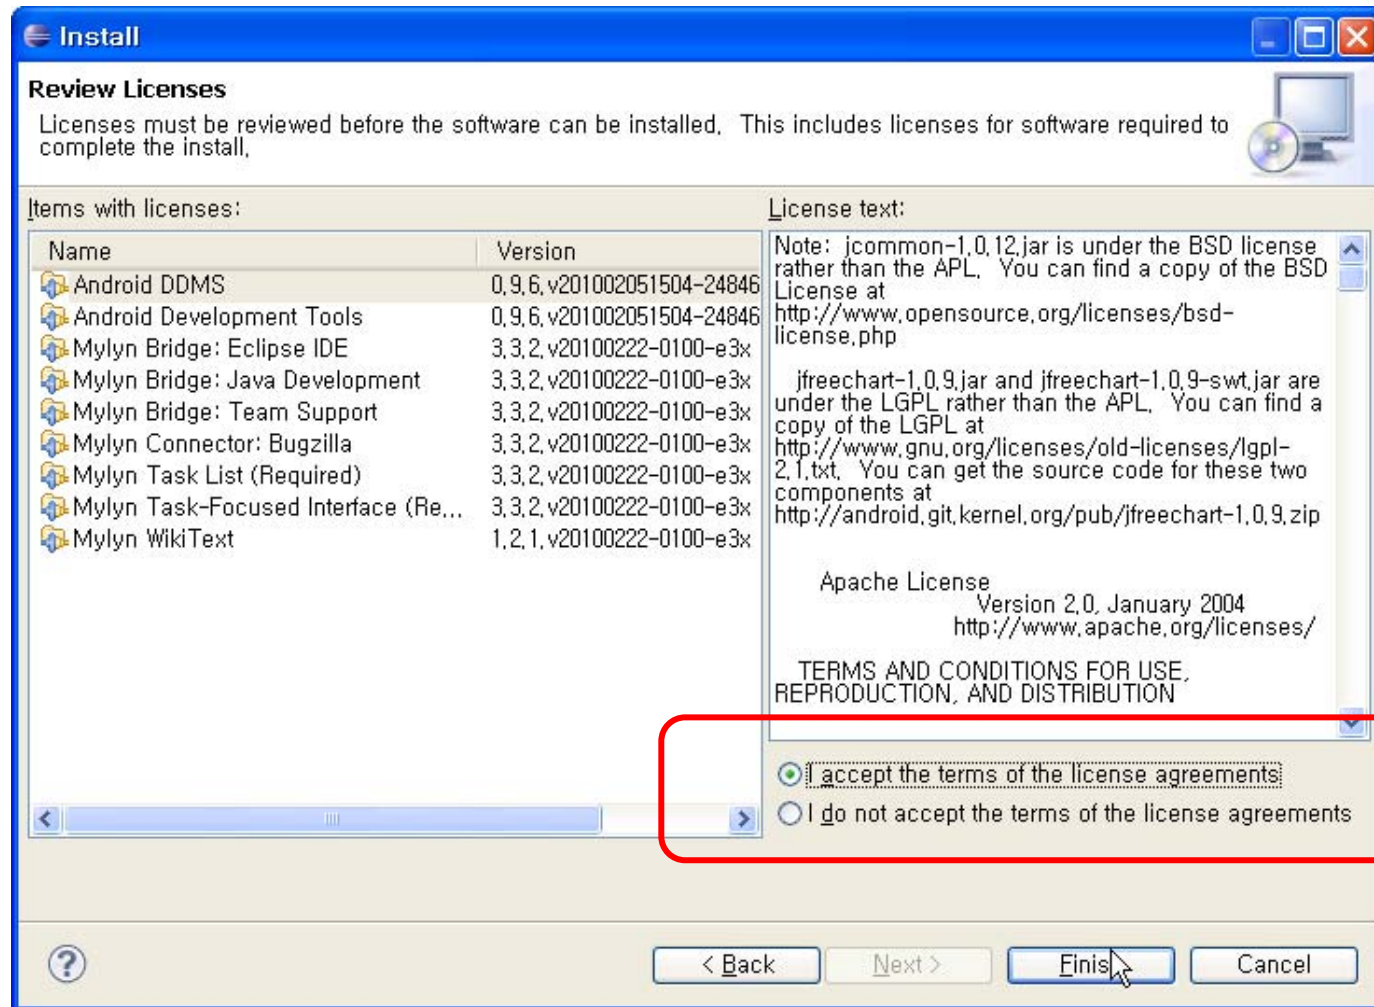 Install
Review Licenses
Licenses must be reviewed before the software can be installed. This includes licenses for software required to
complete the install.
Items with licenses:
Name Version
Android DDMS 0.9.6.v201002051504-24846
Android Development Tools 0.9.6.v201002051504-24846
Mylyn Bridge: Eclipse IDE 3.3.2.v20100222-0100-e3x
Mylyn Bridge: Java Development 3.3.2.v20100222-0100-e3x
Mylyn Bridge: Team Support 3.3.2.v20100222-0100-e3x
Mylyn Connector: Bugzilla 3.3.2.v20100222-0100-e3x
Mylyn Task List (Required) 3.3.2.v20100222-0100-e3x
Mylyn Task-Focused Interface (Re... 3.3.2.v20100222-0100-e3x
Mylyn WikiText 1.2.1.v20100222-0100-e3x
License text:
Note: jcommon-1.0.12.jar is under the BSD license
rather than the APL. You can find a copy of the BSD
License at
http://www.opensource.org/licenses/bsd-
license.php
jfreechart-1.0.9.jar and jfreechart-1.0.9-swt.jar are
under the LGPL rather than the APL. You can find a
copy of the LGPL at
http://www.gnu.org/licenses/old-licenses/lgpl-
2.1.txt. You can get the source code for these two
components at
http://android.git.kernel.org/pub/jfreechart-1.0.9.zip
Apache License
Version 2.0, January 2004
http://www.apache.org/licenses/
TERMS AND CONDITIONS FOR USE,
REPRODUCTION, AND DISTRIBUTION
I accept the terms of the license agreements
I do not accept the terms of the license agreements
? < Back Next > Finis Cancel